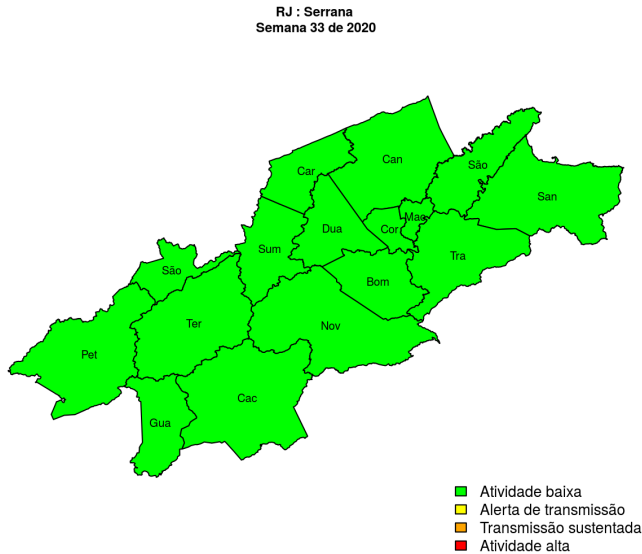 RJ : Serrana
Semana 33 de 2020
Can
Car
São
San
Mac
Dua
Cor
Sum
Tra
São
Bom
Ter
Nov
Pet
Cac
Gua
Atividade baixa
Alerta de transmissão
Transmissão sustentada
Atividade alta